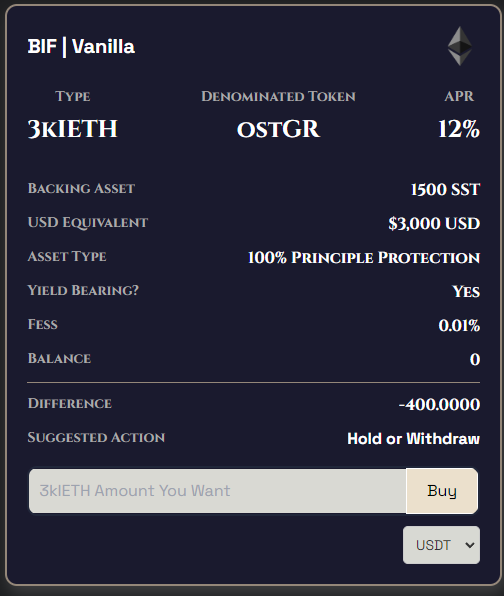 BIF | Vanilla
Type Denominated Token APR
3kIETH ostGR 12%
Backing Asset 1500 SST
USD Equivalent $3,000 USD
Asset Type 100% Principle Protection
Yield Bearing? Yes
Fess 0.01%
Balance 0
Difference -400.0000
Suggested Action Hold or Withdraw
3kIETH Amount You Want Buy
USDT